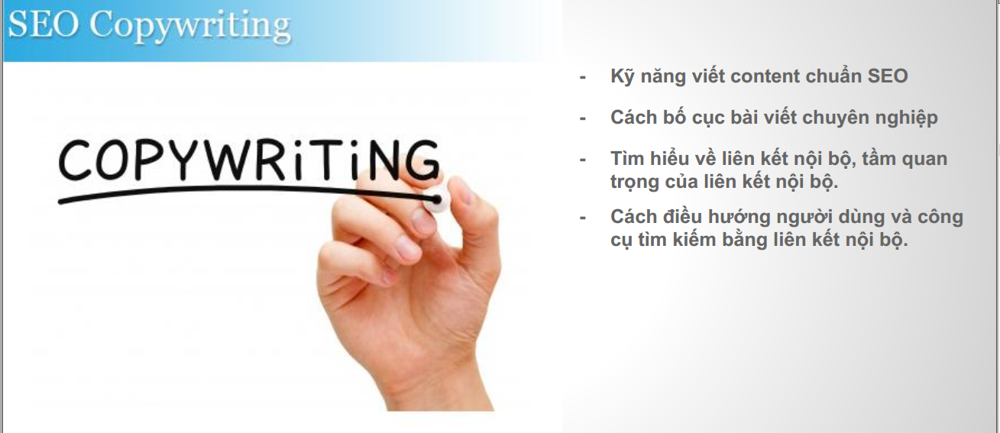 SEO Copywriting
COPYWRiTiNG
- Kỹ năng viết content chuẩn SEO
- Cách bố cục bài viết chuyên nghiệp
- Tìm hiểu về liên kết nội bộ, tầm quan
trọng của liên kết nội bộ.
- Cách điều hướng người dùng và công
cụ tìm kiếm bằng liên kết nội bộ.